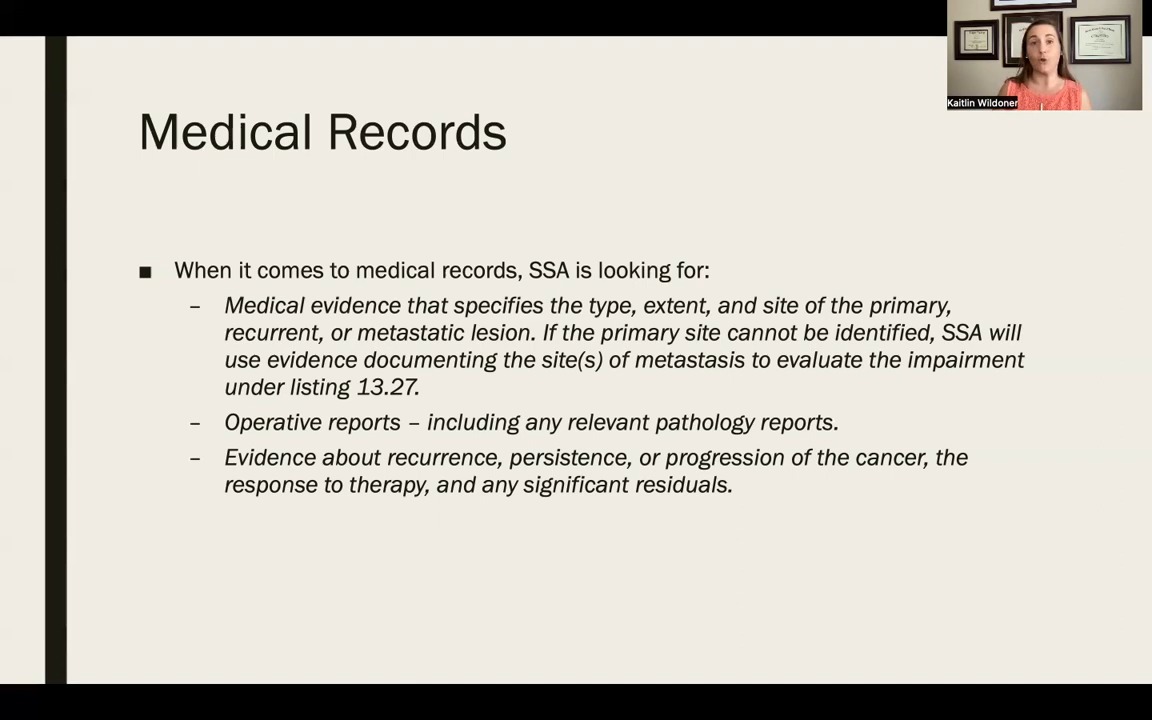 Kaitlin Wildoner
Medical Records
■ When it comes to medical records, SSA is looking for:
– Medical evidence that specifies the type, extent, and site of the primary,
recurrent, or metastatic lesion. If the primary site cannot be identified, SSA will
use evidence documenting the site(s) of metastasis to evaluate the impairment
under listing 13.27.
– Operative reports – including any relevant pathology reports.
– Evidence about recurrence, persistence, or progression of the cancer, the
response to therapy, and any significant residuals.